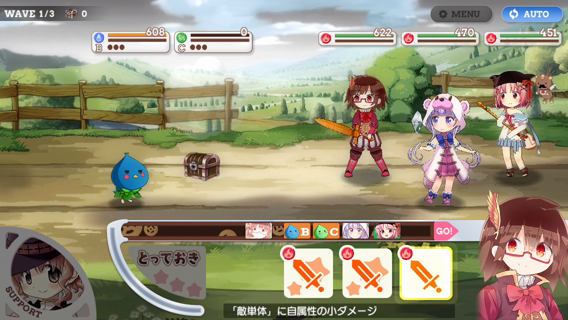 WAVE 1/3 0
MENU
AUTO
608
B
0
C
622
470
451
B
C
GO!
とっておき
SUPPORT
「敵単体」に自属性の小ダメージ